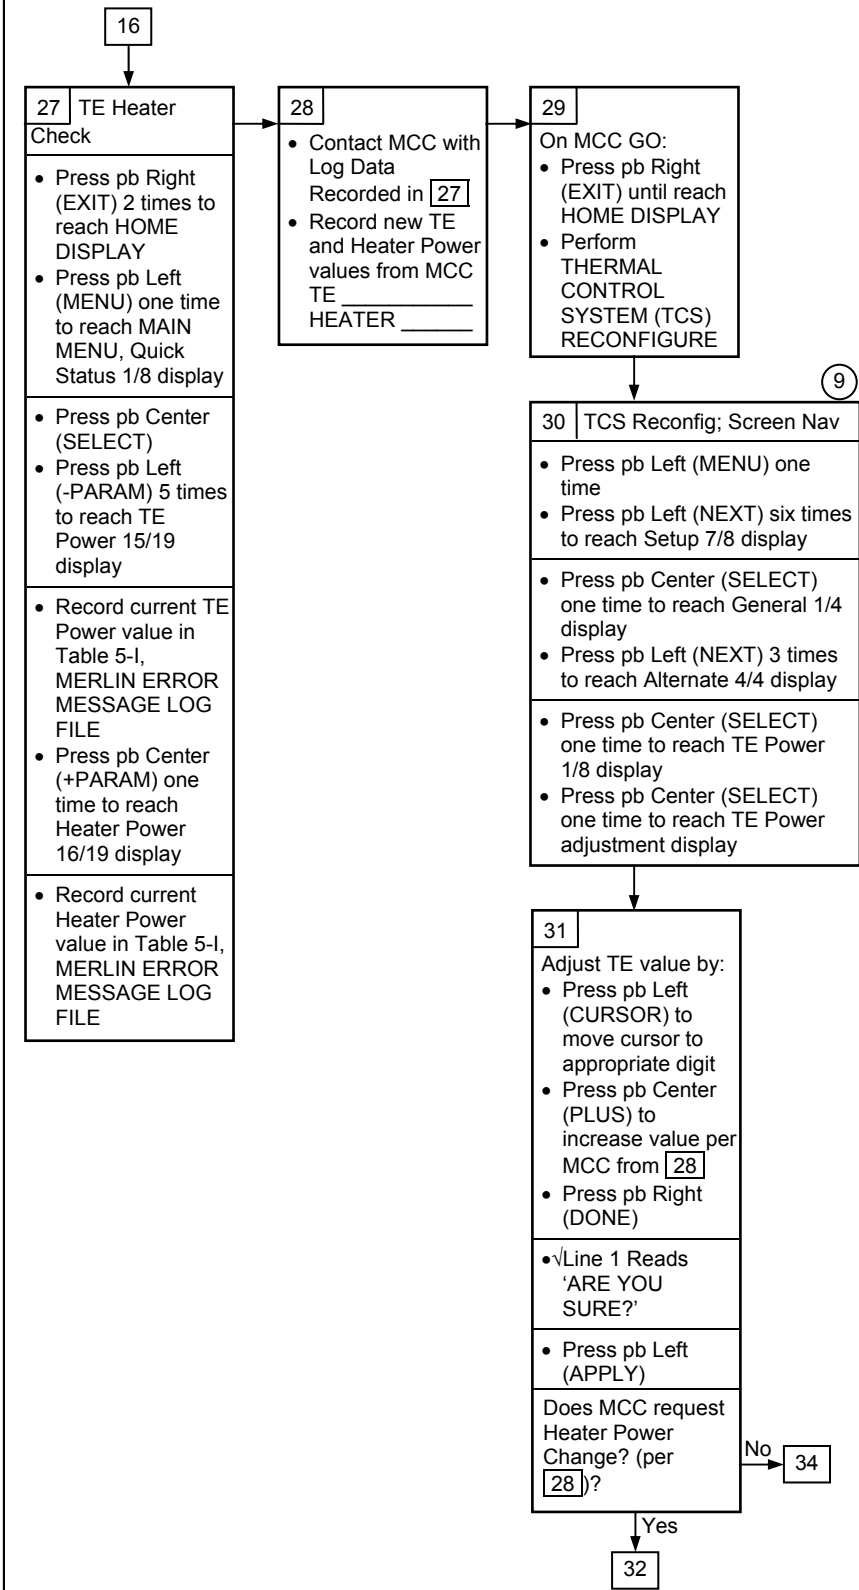 16
27 TE Heater
Check
• Press pb Right
(EXIT) 2 times to
reach HOME
DISPLAY
• Press pb Left
(MENU) one time
to reach MAIN
MENU, Quick
Status 1/8 display
• Press pb Center
(SELECT)
• Press pb Left
(-PARAM) 5 times
to reach TE
Power 15/19
display
• Record current TE
Power value in
Table 5-I,
MERLIN ERROR
MESSAGE LOG
FILE
• Press pb Center
(+PARAM) one
time to reach
Heater Power
16/19 display
• Record current
Heater Power
value in Table 5-I,
MERLIN ERROR
MESSAGE LOG
FILE
28
• Contact MCC with
Log Data
Recorded in 27
• Record new TE
and Heater Power
values from MCC
TE ___________
HEATER ______
29
On MCC GO:
• Press pb Right
(EXIT) until reach
HOME DISPLAY
• Perform
THERMAL
CONTROL
SYSTEM (TCS)
RECONFIGURE
9
30 TCS Reconfig; Screen Nav
• Press pb Left (MENU) one
time
• Press pb Left (NEXT) six times
to reach Setup 7/8 display
• Press pb Center (SELECT)
one time to reach General 1/4
display
• Press pb Left (NEXT) 3 times
to reach Alternate 4/4 display
• Press pb Center (SELECT)
one time to reach TE Power
1/8 display
• Press pb Center (SELECT)
one time to reach TE Power
adjustment display
31
Adjust TE value by:
• Press pb Left
(CURSOR) to
move cursor to
appropriate digit
• Press pb Center
(PLUS) to
increase value per
MCC from 28
• Press pb Right
(DONE)
•√Line 1 Reads
‘ARE YOU
SURE?’
• Press pb Left
(APPLY)
Does MCC request
Heater Power
Change? (per
28)?
No
34
Yes
32